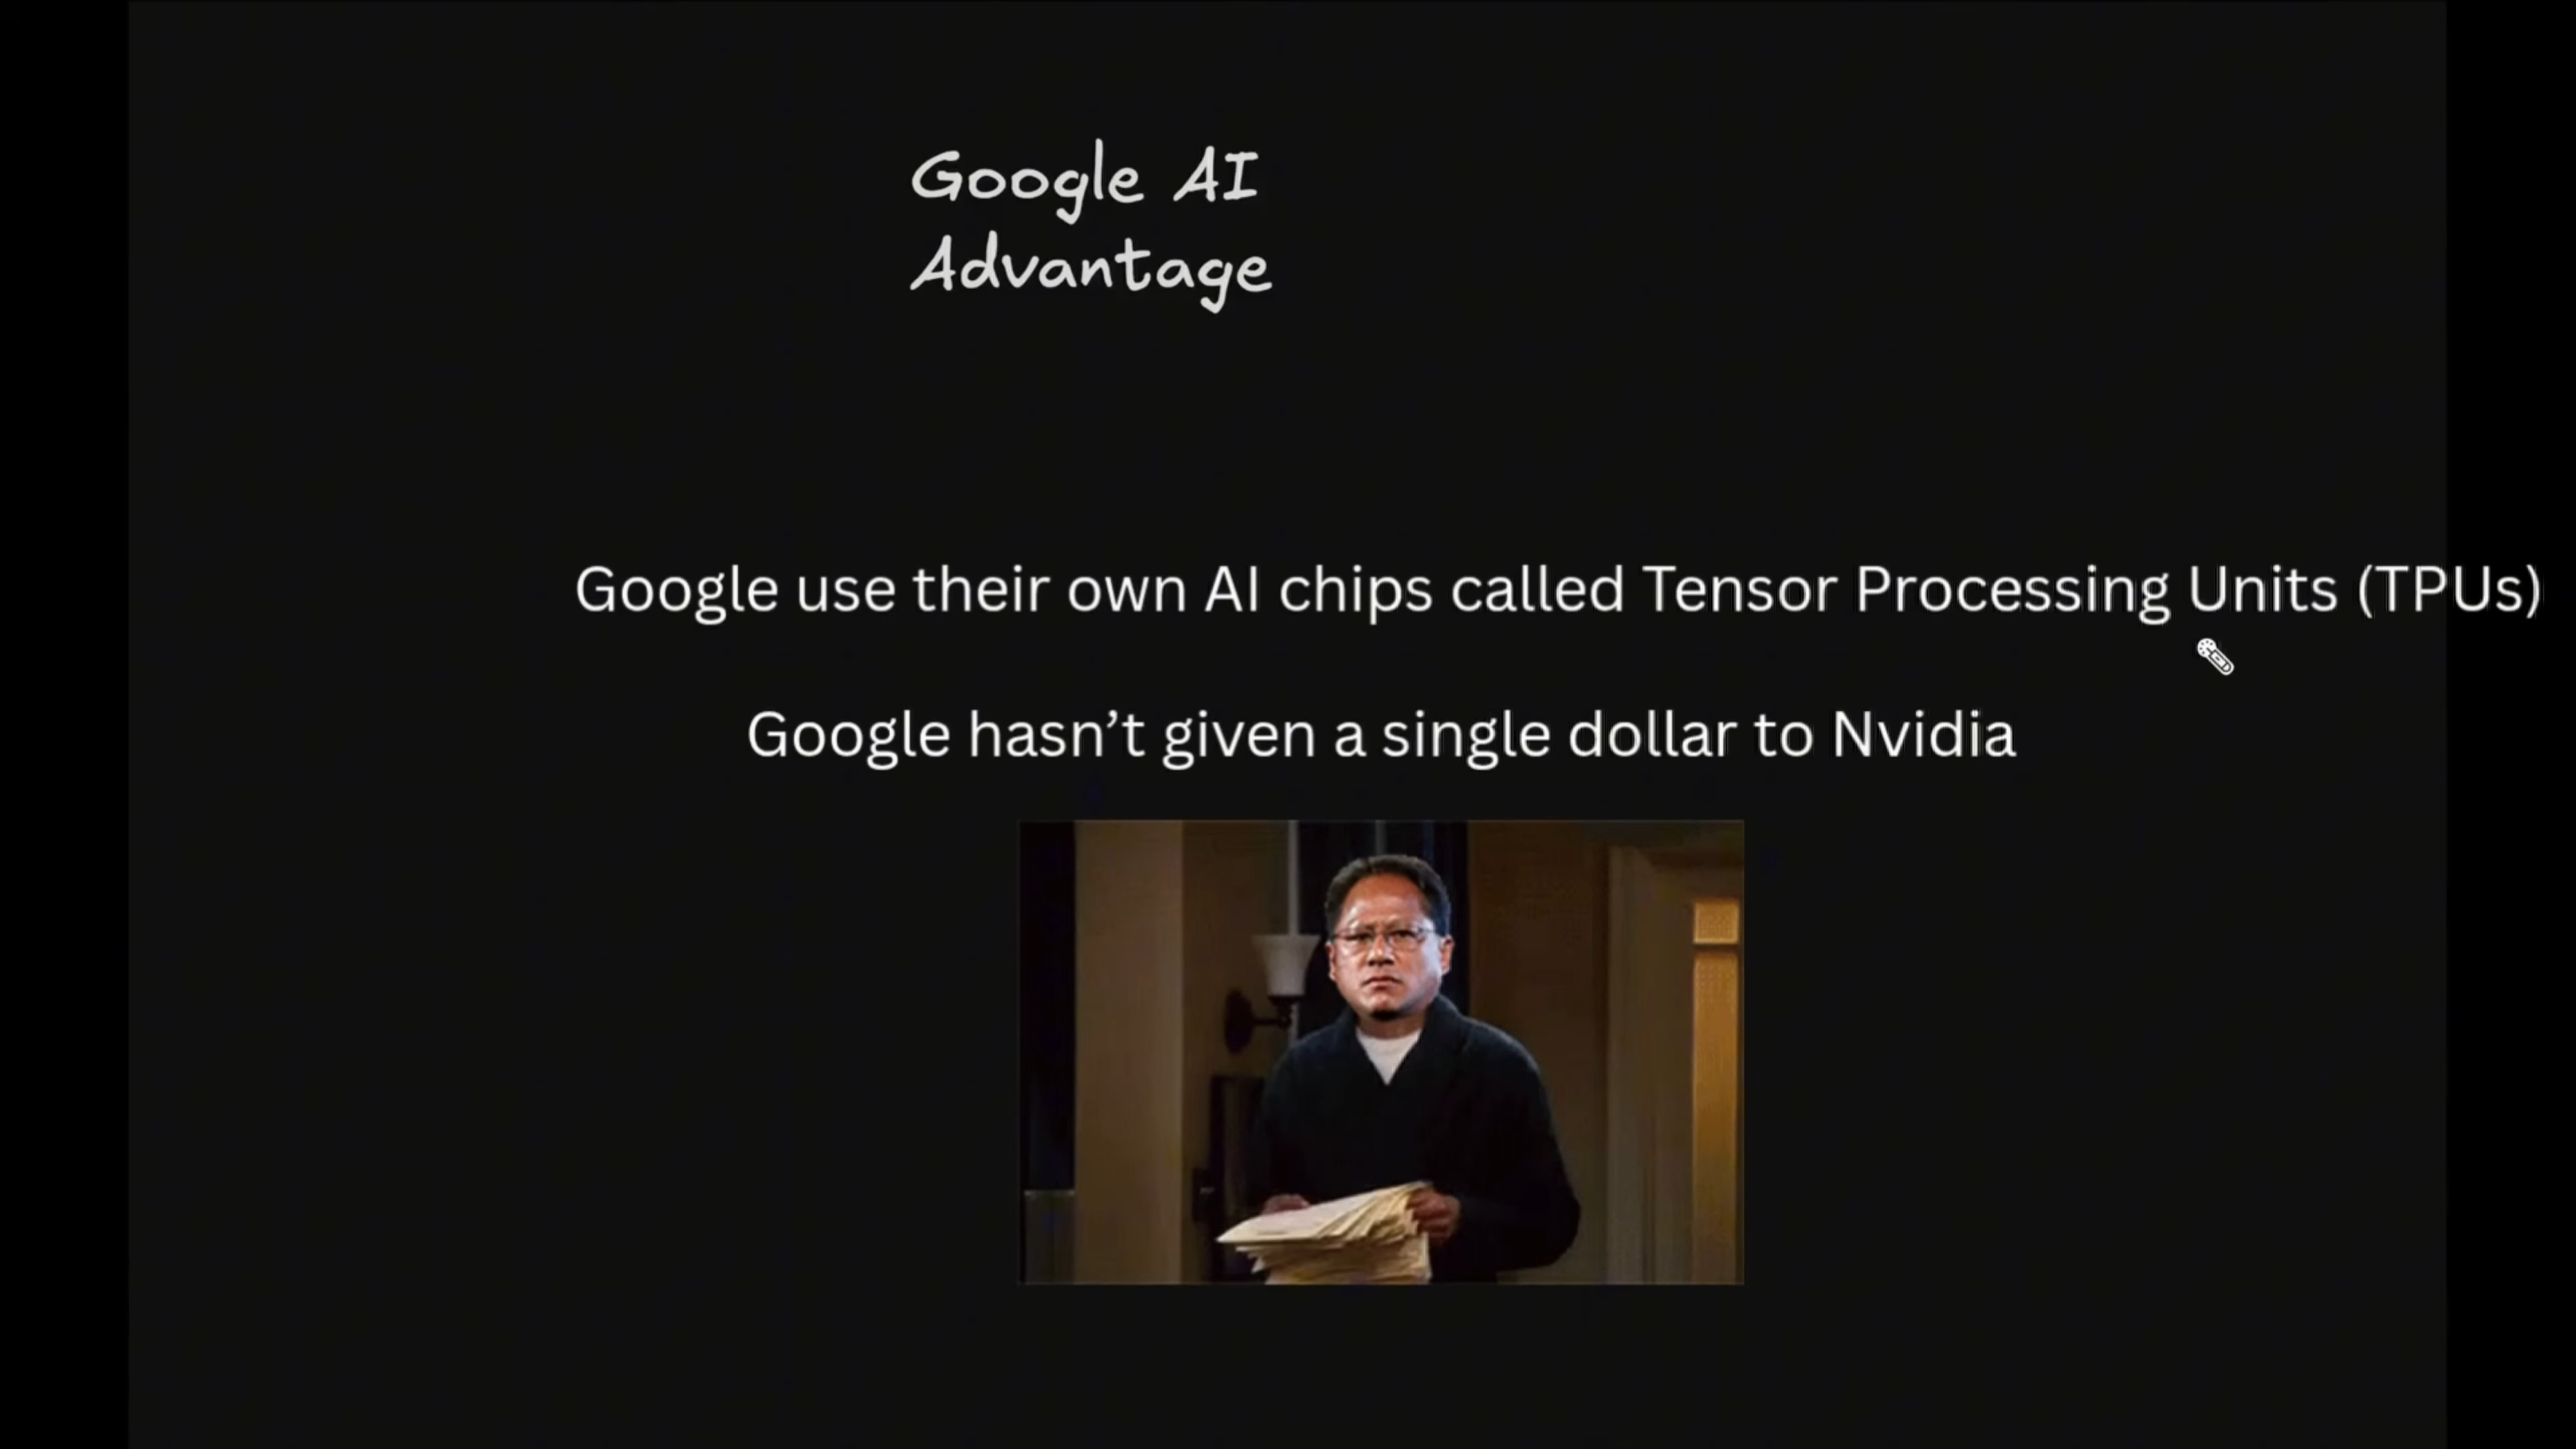 Google AI
Advantage
Google use their own AI chips called Tensor Processing Units (TPUs)
Google hasn’t given a single dollar to Nvidia